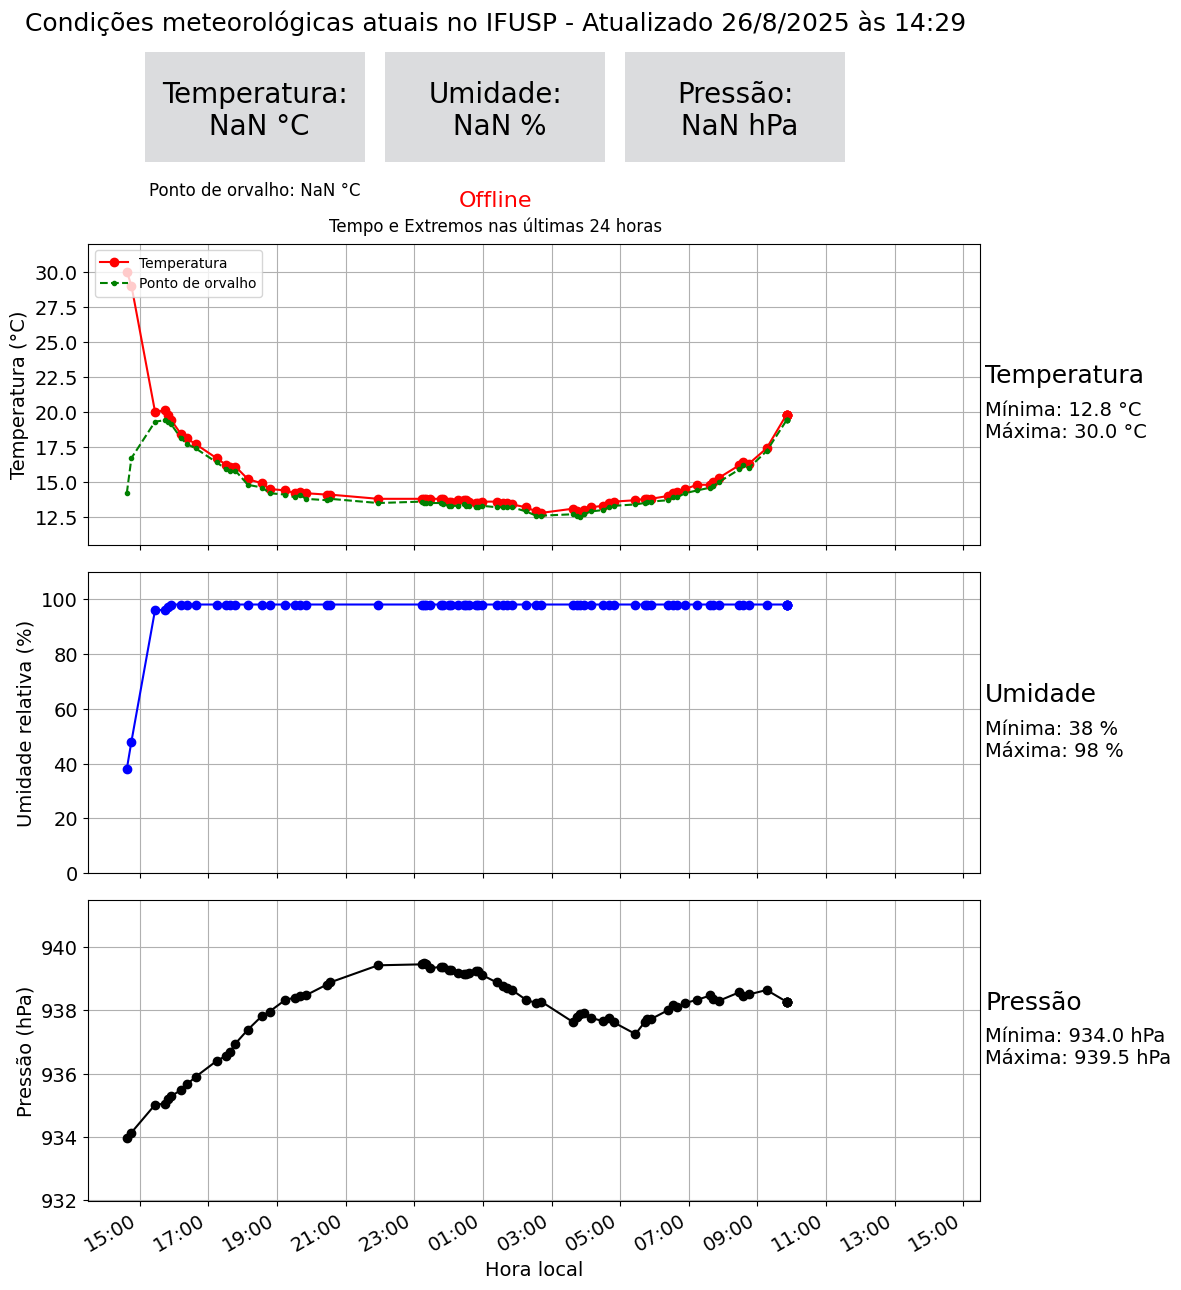 Condições meteorológicas atuais no IFUSP - Atualizado 26/8/2025 às 14:29
Temperatura:
NaN °C
Umidade:
NaN %
Pressão:
NaN hPa
Ponto de orvalho: NaN °C
Offline
Tempo e Extremos nas últimas 24 horas
Temperatura
Ponto de orvalho
Temperatura (°C)
30.0
27.5
25.0
22.5
20.0
17.5
15.0
12.5
Temperatura
Mínima: 12.8 °C
Máxima: 30.0 °C
Umidade relativa (%)
100
80
60
40
20
0
Umidade
Mínima: 38 %
Máxima: 98 %
Pressão (hPa)
940
938
936
934
932
Pressão
Mínima: 934.0 hPa
Máxima: 939.5 hPa
15:00 17:00 19:00 21:00 23:00 01:00 03:00 05:00 07:00 09:00 11:00 13:00 15:00
Hora local